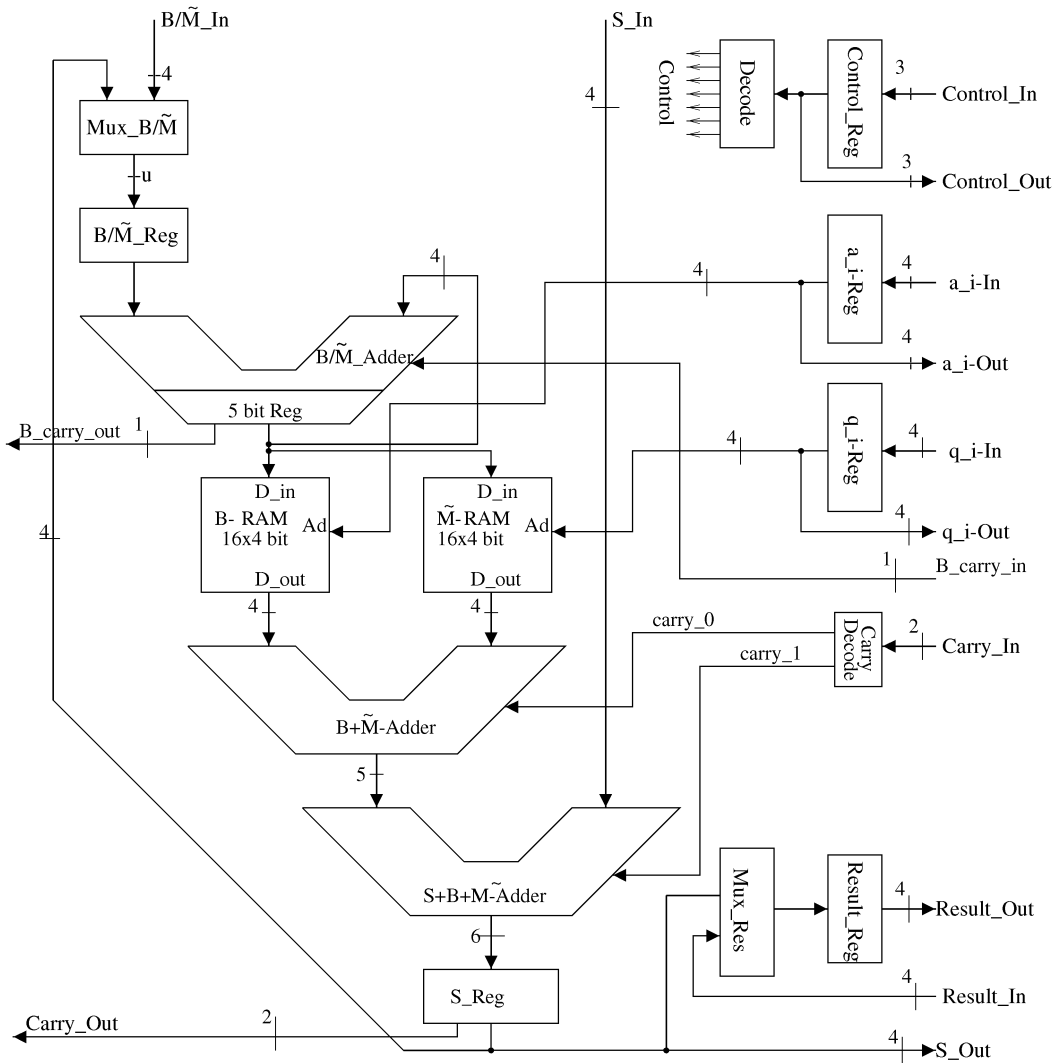 B/M̃_In
S_In
4
Mux_B/M̃
u
B/M̃_Reg
4
Control
Decode
Control_Reg
3
Control_In
3
Control_Out
4
4
a_i-Reg
4
a_i-In
4
a_i-Out
B/M̃_Adder
5 bit Reg
B_carry_out
1
4
q_i-Reg
4
q_i-In
4
q_i-Out
D_in
B- RAM
16x4 bit
Ad
D_out
D_in
M̃-RAM
16x4 bit
Ad
D_out
4
1
B_carry_in
4
4
carry_0
carry_1
Carry
Decode
2
Carry_In
B+M̃-Adder
5
S+B+M̃-Adder
6
Mux_Res
Result_Reg
4
Result_Out
4
Result_In
S_Reg
Carry_Out
2
4
S_Out